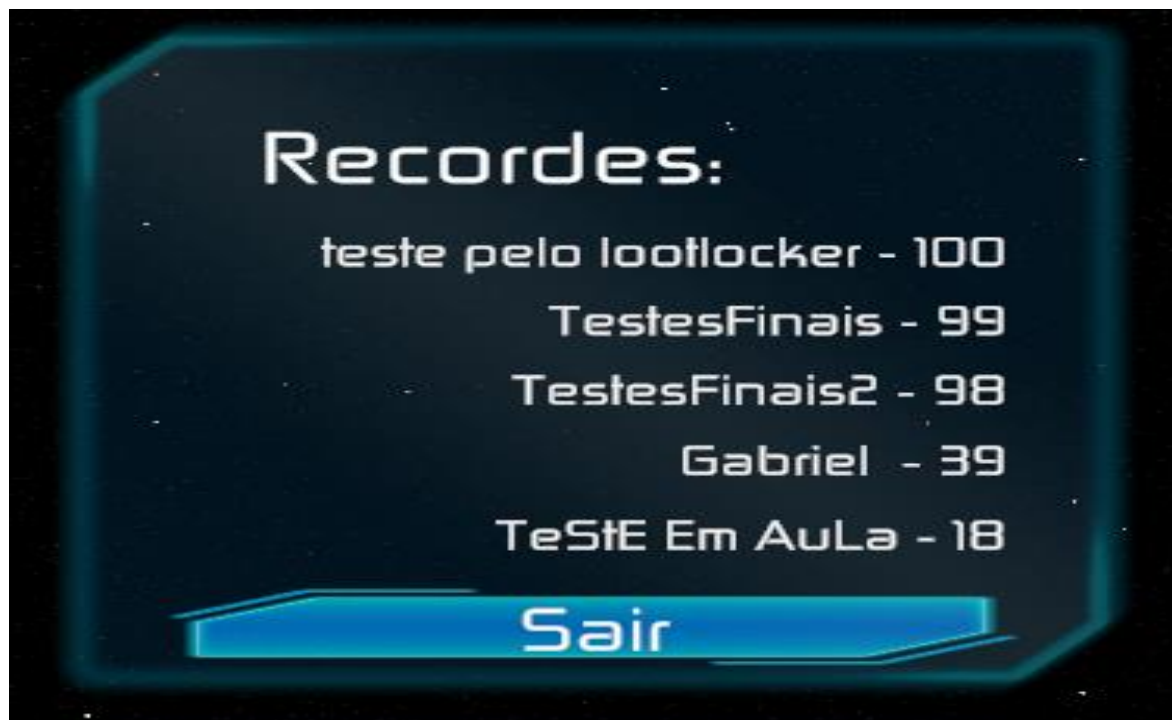 Recordes:
teste pelo lootlocker - 100
TestesFinais - 99
TestesFinais2 - 98
Gabriel - 39
TeStE Em AuLa - 18
Sair